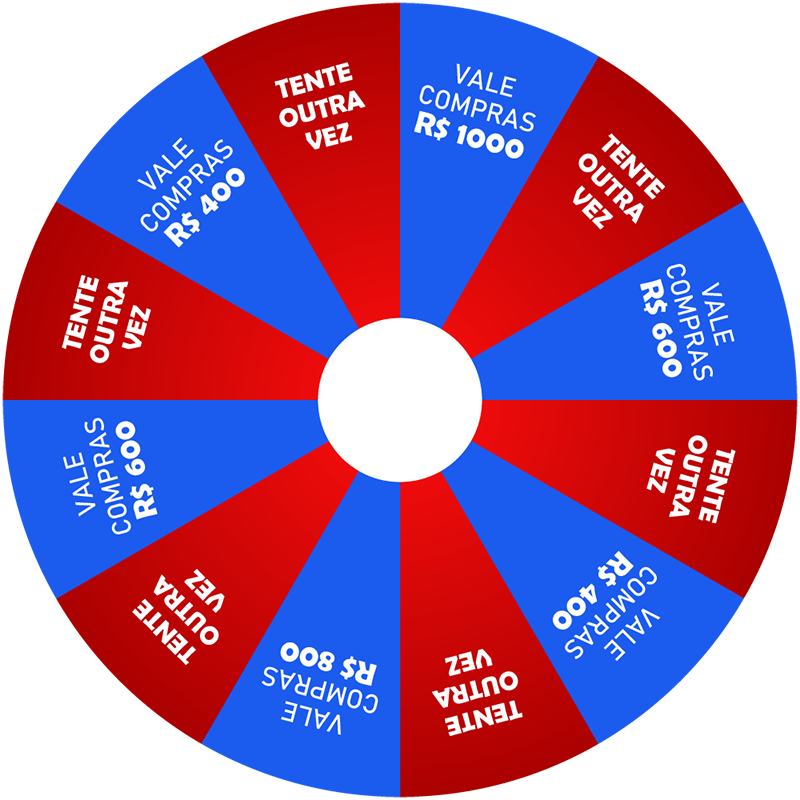 VALE
COMPRAS
R$ 1000
TENTE
OUTRA
VEZ
VALE
COMPRAS
R$ 600
TENTE
OUTRA
VEZ
VALE
COMPRAS
R$ 400
TENTE
OUTRA
VEZ
VALE
COMPRAS
R$ 800
TENTE
OUTRA
VEZ
VALE
COMPRAS
R$ 600
TENTE
OUTRA
VEZ
VALE
COMPRAS
R$ 400
TENTE
OUTRA
VEZ